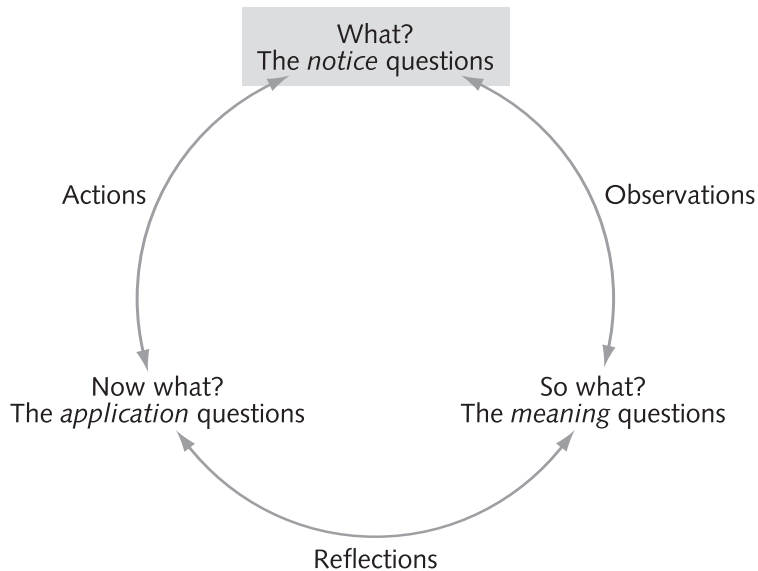 What?
The notice questions
Actions
Observations
Now what?
The application questions
So what?
The meaning questions
Reflections